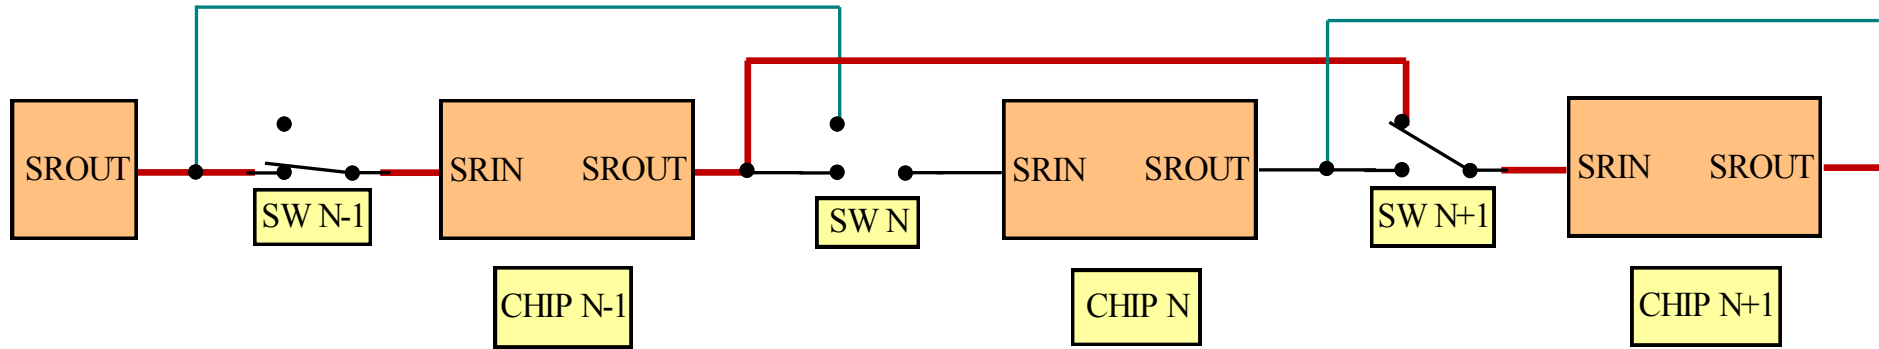 SROUT
SW N-1
SRIN
SROUT
CHIP N-1
SW N
SRIN
SROUT
CHIP N
SW N+1
SRIN
SROUT
CHIP N+1